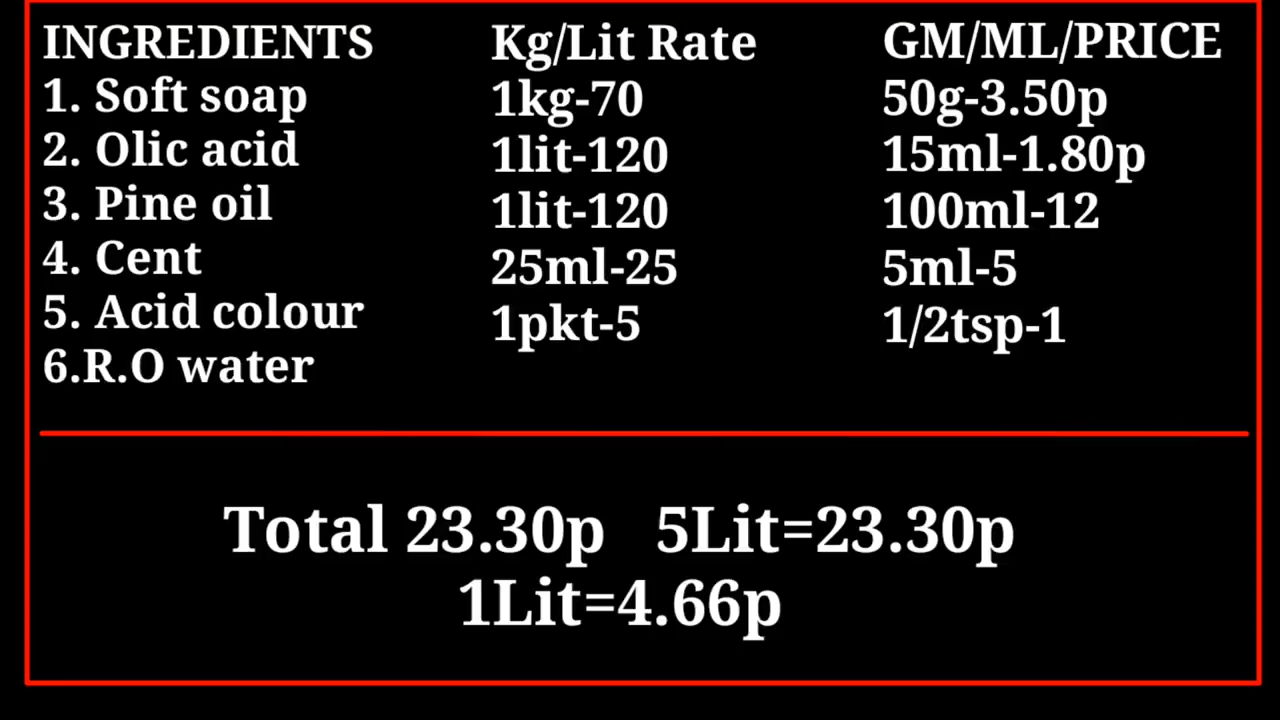 INGREDIENTS Kg/Lit Rate GM/ML/PRICE
1. Soft soap 1kg-70 50g-3.50p
2. Olic acid 1lit-120 15ml-1.80p
3. Pine oil 1lit-120 100ml-12
4. Cent 25ml-25 5ml-5
5. Acid colour 1pkt-5 1/2tsp-1
6.R.O water
Total 23.30p 5Lit=23.30p
1Lit=4.66p